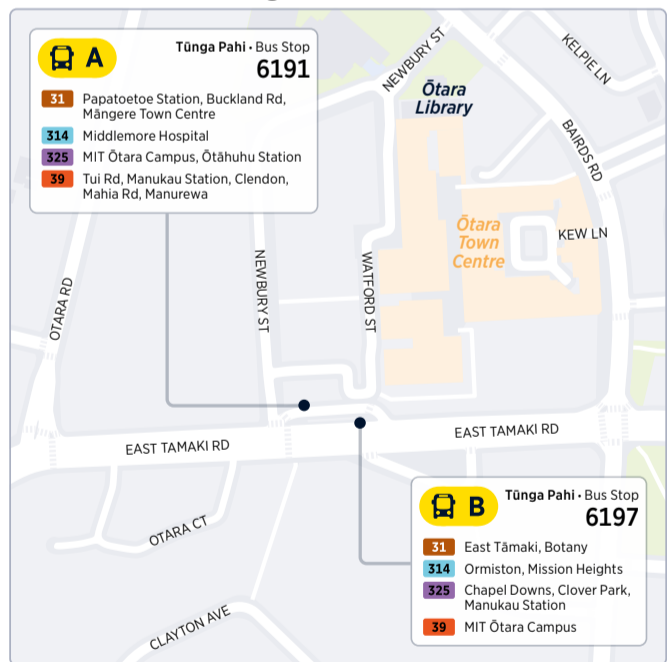 A
Tūnga Pahi • Bus Stop
6191
31 Papatoetoe Station, Buckland Rd,
Māngere Town Centre
314 Middlemore Hospital
325 MIT Ōtara Campus, Ōtāhuhu Station
39 Tui Rd, Manukau Station, Clendon,
Mahia Rd, Manurewa
NEWBURY ST
KELPIE LN
Ōtara
Library
BAIRDS RD
Ōtara
Town
Centre
KEW LN
OTARA RD
NEWBURY ST
WATFORD ST
EAST TAMAKI RD
EAST TAMAKI RD
OTARA CT
CLAYTON AVE
B
Tūnga Pahi • Bus Stop
6197
31 East Tāmaki, Botany
314 Ormiston, Mission Heights
325 Chapel Downs, Clover Park,
Manukau Station
39 MIT Ōtara Campus